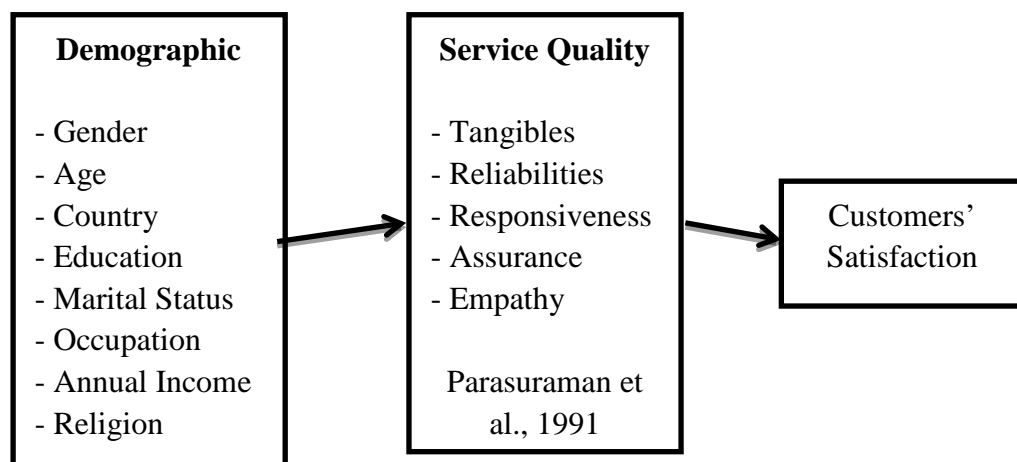 Demographic
- Gender
- Age
- Country
- Education
- Marital Status
- Occupation
- Annual Income
- Religion
Service Quality
- Tangibles
- Reliabilities
- Responsiveness
- Assurance
- Empathy
Parasuraman et
al., 1991
Customers’
Satisfaction